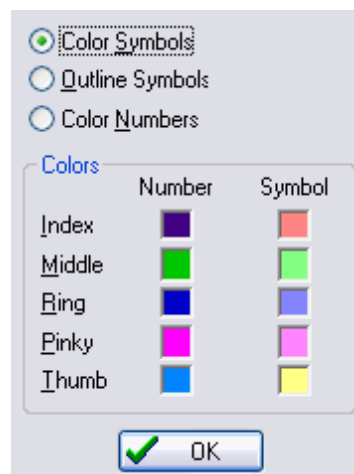 Color Symbols
Outline Symbols
Color Numbers
Colors
Number Symbol
Index
Middle
Ring
Pinky
Thumb
OK